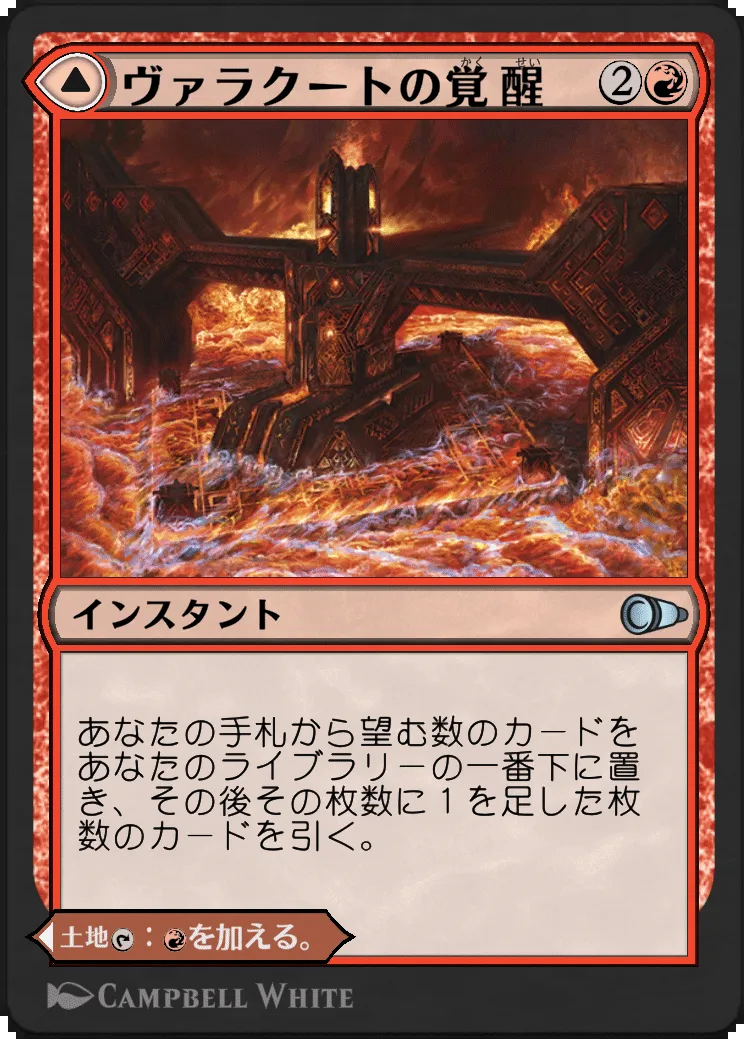 ヴァラクートの覚醒 2
インスタント
あなたの手札から望む数のカードを
あなたのライブラリーの一番下に置
き、その後その枚数に1を足した枚
数のカードを引く。
土地：を加える。
CAMPBELL WHITE